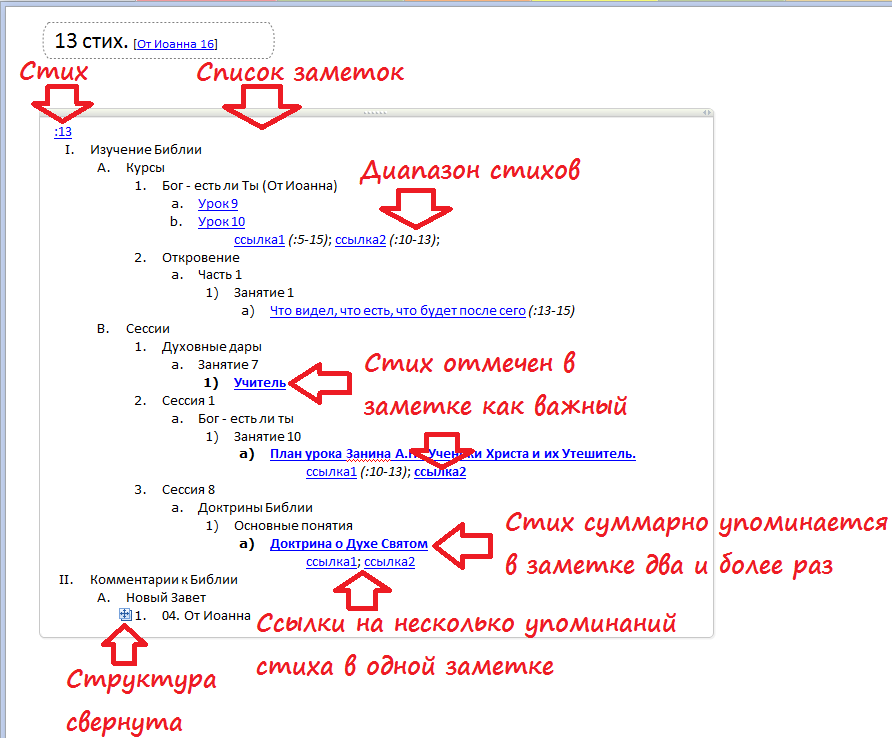 13 стих. [От Иоанна 16]
Стих
Список заметок
:13
I. Изучение Библии
A. Курсы
1. Бог - есть ли Ты (От Иоанна)
Диапазон стихов
a. Урок 9
b. Урок 10
ссылка1 (:5-15); ссылка2 (:10-13);
2. Откровение
a. Часть 1
1) Занятие 1
a) Что видел, что есть, что будет после сего (:13-15)
B. Сессии
1. Духовные дары
a. Занятие 7
1) Учитель
Стих отмечен в
заметке как важный
2. Сессия 1
a. Бог - есть ли ты
1) Занятие 10
a) План урока Занина А.Н. Ученики Христа и их Утешитель.
ссылка1 (:10-13); ссылка2
3. Сессия 8
a. Доктрины Библии
1) Основные понятия
a) Доктрина о Духе Святом
ссылка1; ссылка2
Стих суммарно упоминается
в заметке два и более раз
II. Комментарии к Библии
A. Новый Завет
1. 04. От Иоанна
Ссылки на несколько упоминаний
стиха в одной заметке
Структура
свернута